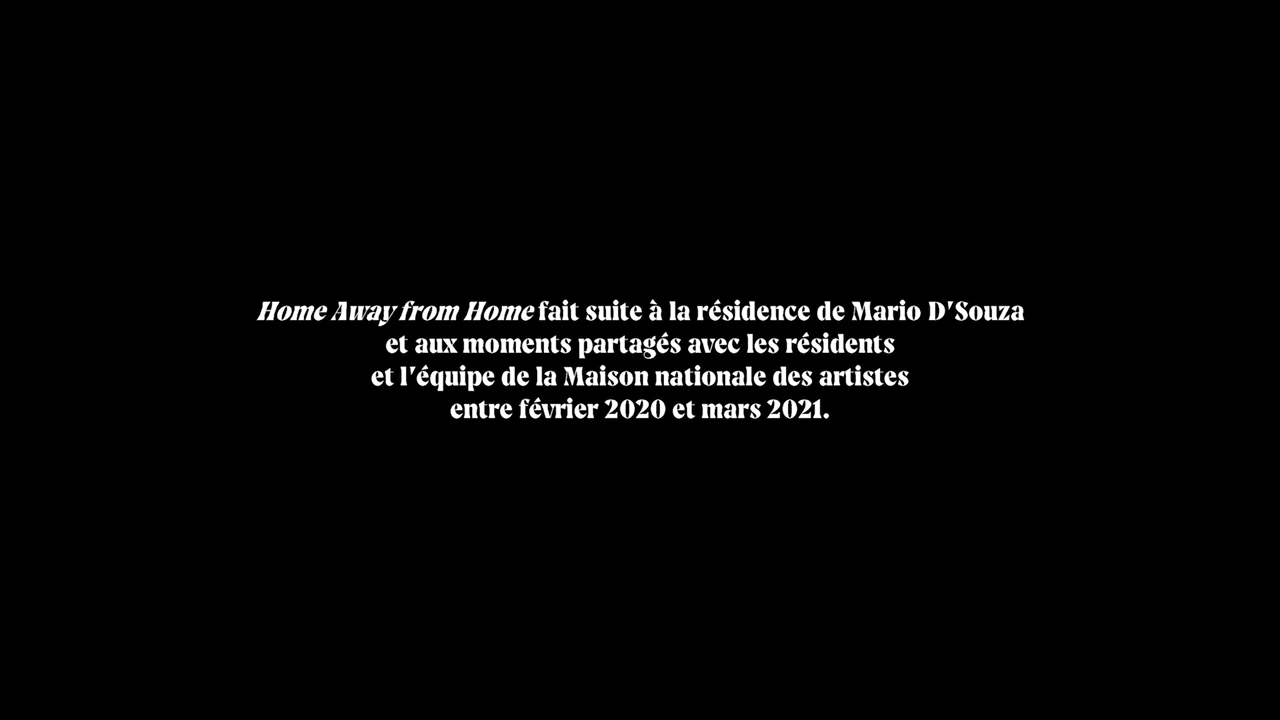 Home Away from Home fait suite à la résidence de Mario D'Souza
et aux moments partagés avec les résidents
et l'équipe de la Maison nationale des artistes
entre février 2020 et mars 2021.